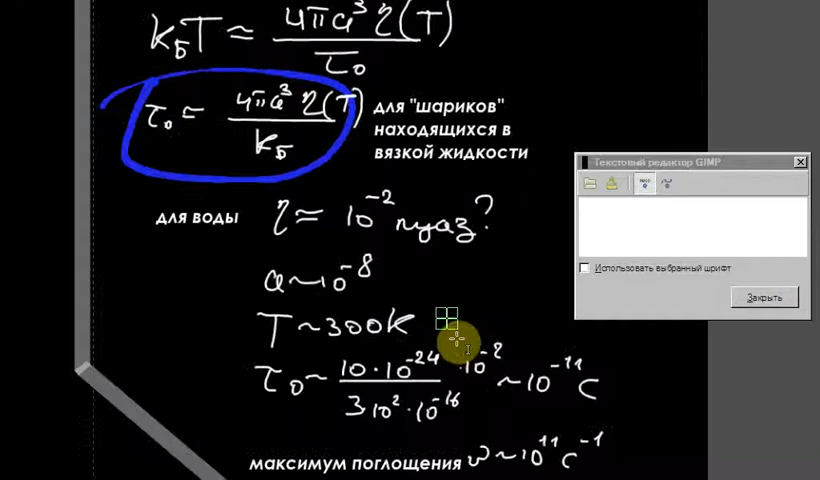 k_Б T ≈ 4πa³ η(T) / τ₀
τ₀ ≈ 4πa³ η(T) / k_Б
для "шариков"
находящихся в
вязкой жидкости
для воды η ≈ 10⁻² пуаз?
a ~ 10⁻⁸
T ~ 300K
τ₀ ~ 10·10⁻²⁴ ·10⁻² / 3 10²·10⁻¹⁶ ~ 10⁻¹¹ с
максимум поглощения ν ~ 10¹¹ с⁻¹
Текстовый редактор GIMP
Использовать выбранный шрифт
Закрыть